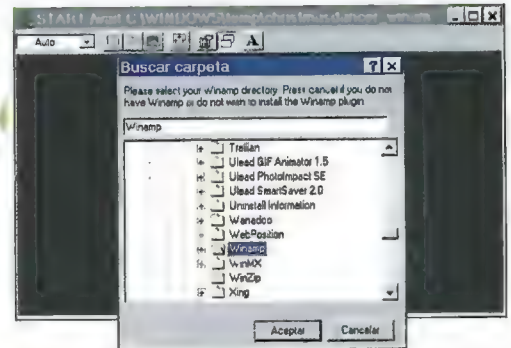 Auto
A
Buscar carpeta
Please select your Winamp directory. Press cancel if you do not
have Winamp or do not wish to install the Winamp plugin
Winamp
Trellian
Ulead GIF Animator 1.5
Ulead PhotoImpact SE
Ulead SmartSaver 2.0
Uninstall Information
Wanadoo
WebPosition
Winamp
WinMX
WinZip
Xing
Aceptar
Cancelar